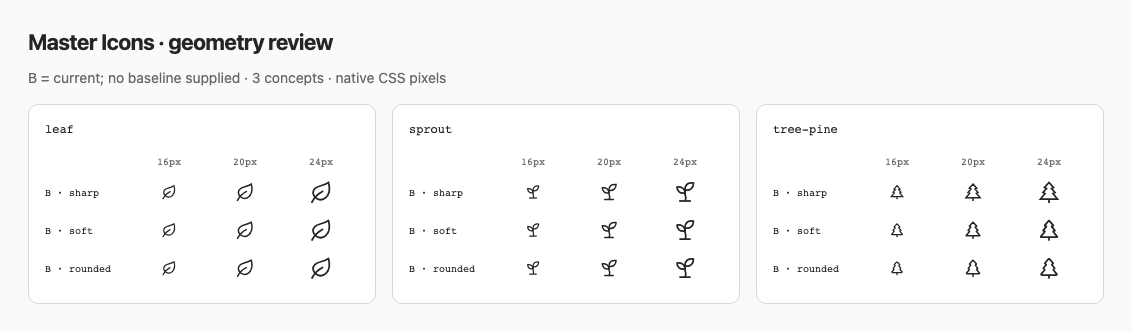 Master Icons · geometry review
B = current; no baseline supplied · 3 concepts · native CSS pixels
leaf
16px 20px 24px
B · sharp
B · soft
B · rounded
sprout
16px 20px 24px
B · sharp
B · soft
B · rounded
tree-pine
16px 20px 24px
B · sharp
B · soft
B · rounded